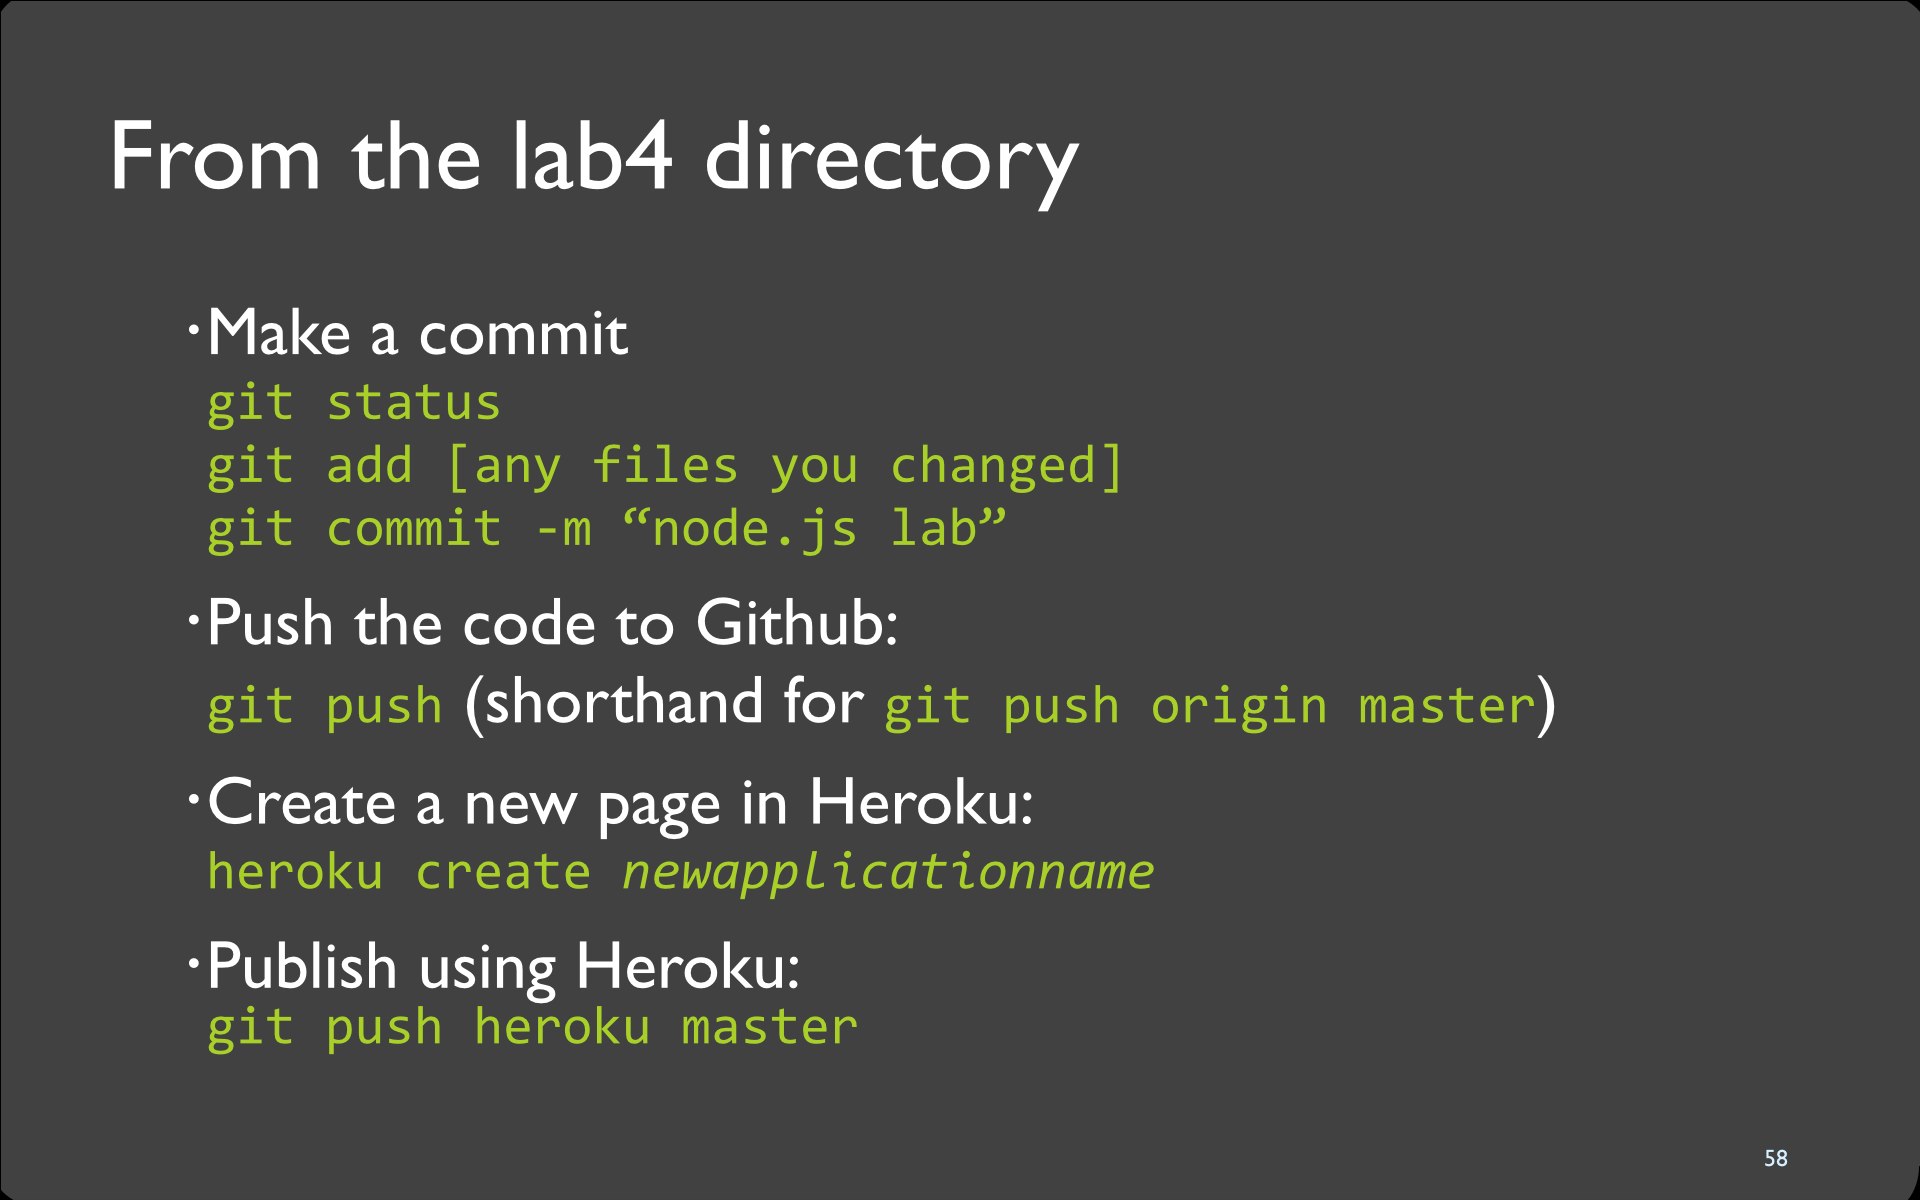 From the lab4 directory
•Make a commit
git status
git add [any files you changed]
git commit -m “node.js lab”
•Push the code to Github:
git push (shorthand for git push origin master)
•Create a new page in Heroku:
heroku create newapplicationname
•Publish using Heroku:
git push heroku master
58